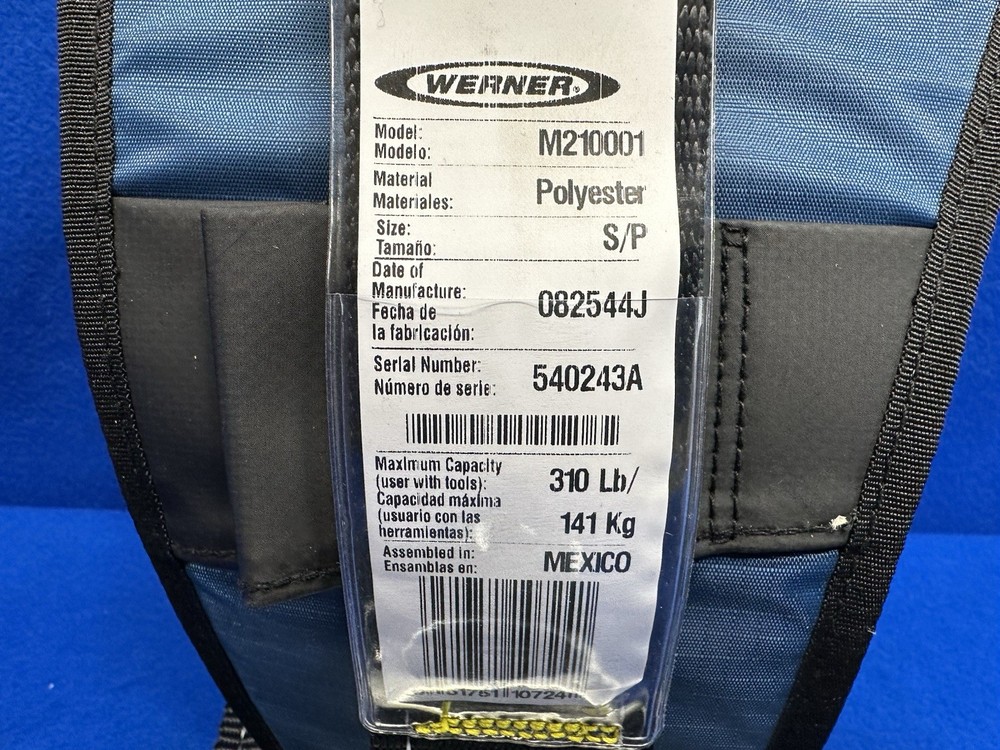 WERNER
Model:
Modelo:
M210001
Material
Materiales:
Polyester
Size:
Tamaño:
S/P
Date of
Manufacture:
Fecha de
la fabricación:
082544J
Serial Number:
Número de serie:
540243A
Maximum Capacity
(user with tools):
Capacidad máxima
(usuario con las
herramientas):
310 Lb/
141 Kg
Assembled in:
Ensamblas en:
MEXICO